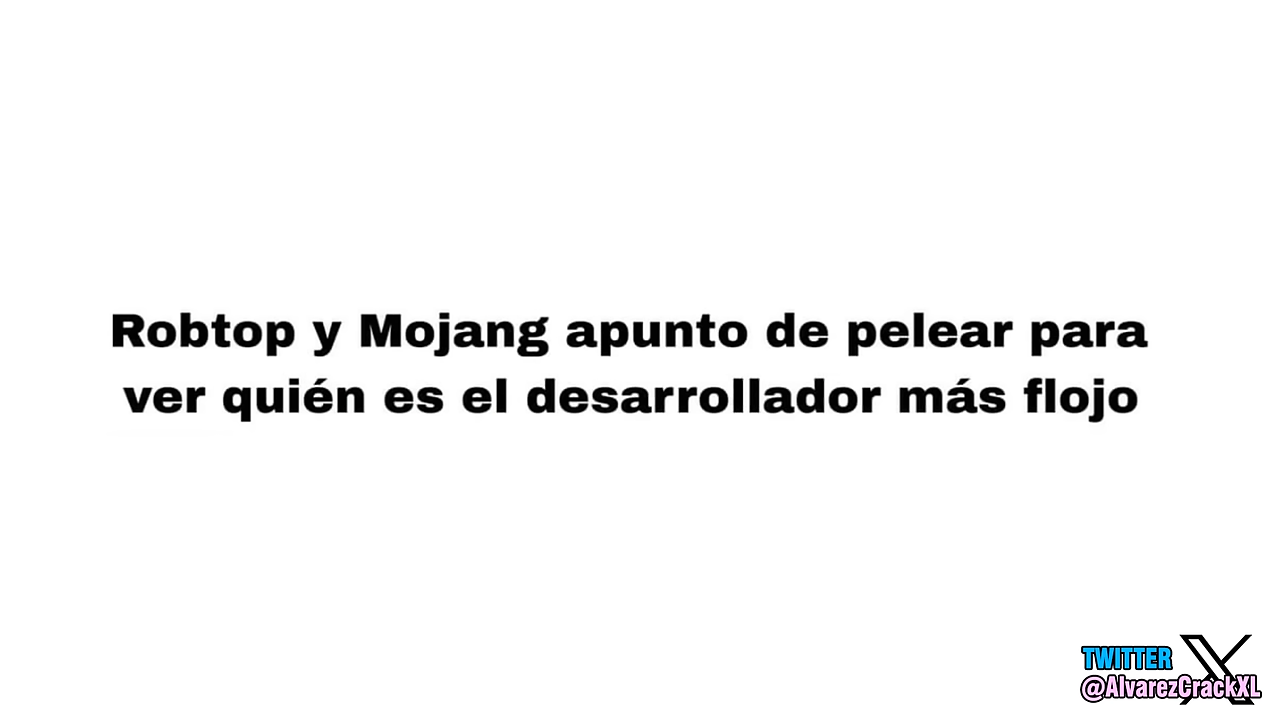 Robtop y Mojang apunto de pelear para
ver quién es el desarrollador más flojo
TWITTER
@AlvarezCrackXL